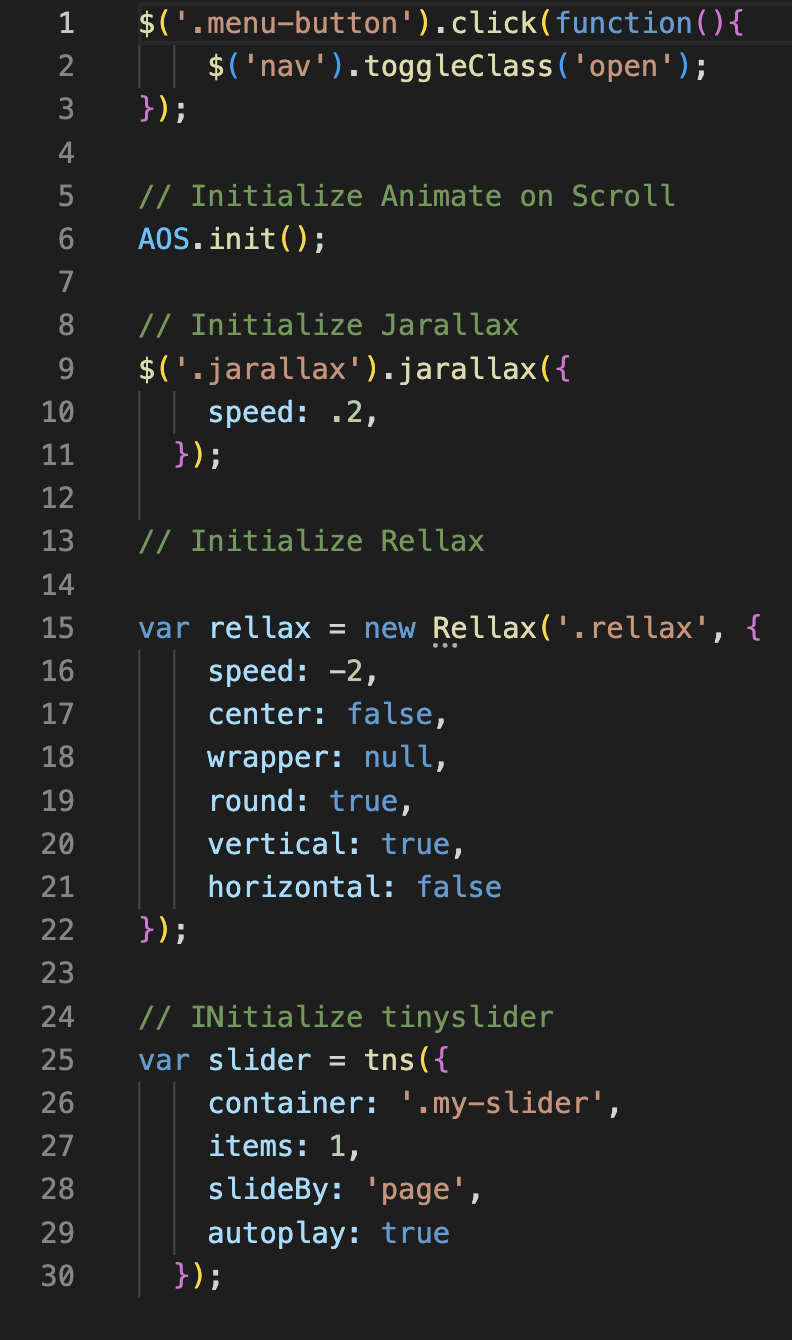 1 $('.menu-button').click(function(){
2     $('nav').toggleClass('open');
3 });
4
5 // Initialize Animate on Scroll
6 AOS.init();
7
8 // Initialize Jarallax
9 $('.jarallax').jarallax({
10     speed: .2,
11   });
12
13 // Initialize Rellax
14
15 var rellax = new Rellax('.rellax', {
16     speed: -2,
17     center: false,
18     wrapper: null,
19     round: true,
20     vertical: true,
21     horizontal: false
22 });
23
24 // INitialize tinyslider
25 var slider = tns({
26     container: '.my-slider',
27     items: 1,
28     slideBy: 'page',
29     autoplay: true
30   });